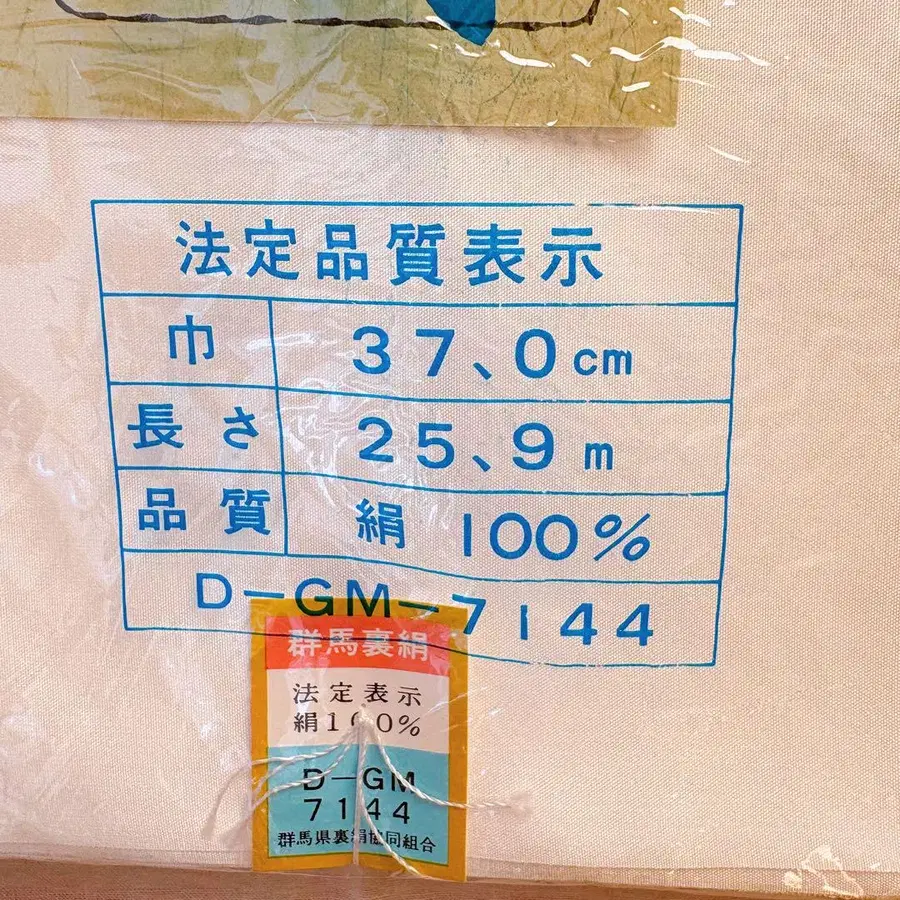 法定品質表示
巾 37、0cm
長さ 25、9m
品質 絹 100%
D-GM-7144
群馬裏絹
法定表示
絹100%
D-GM
7144
群馬県裏絹協同組合